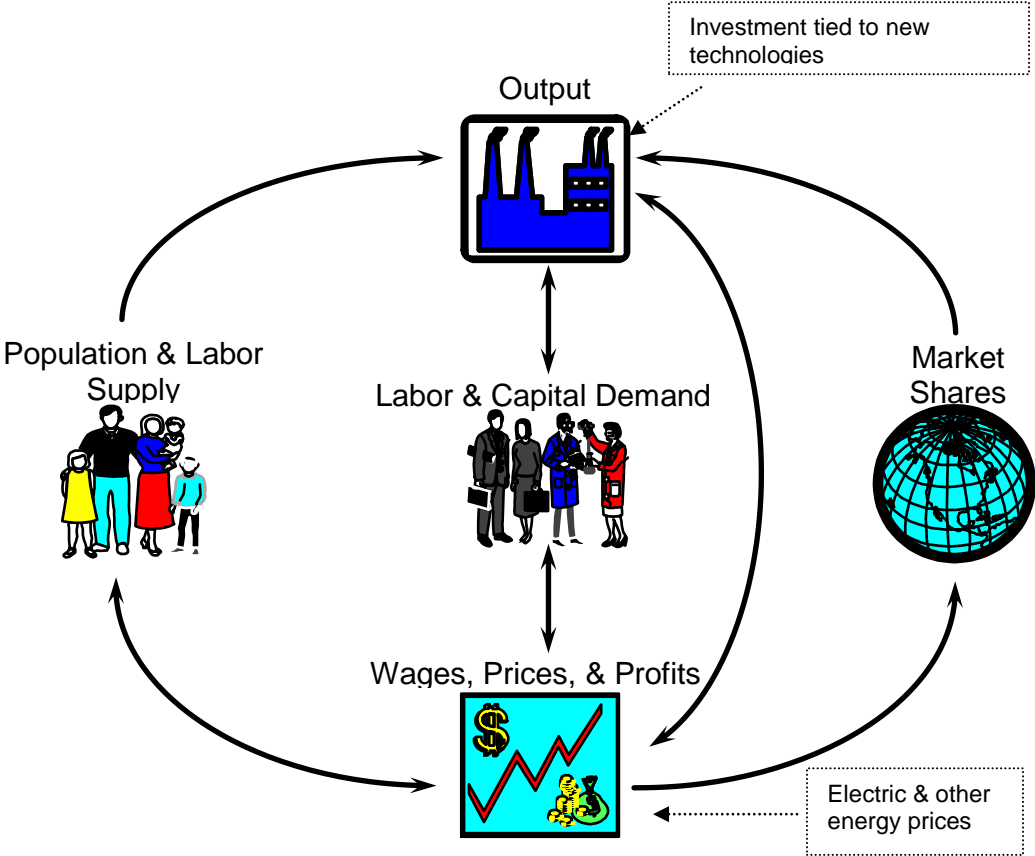 Investment tied to new
technologies
Output
Population & Labor
Supply
Labor & Capital Demand
Market
Shares
Wages, Prices, & Profits
$
$
Electric & other
energy prices